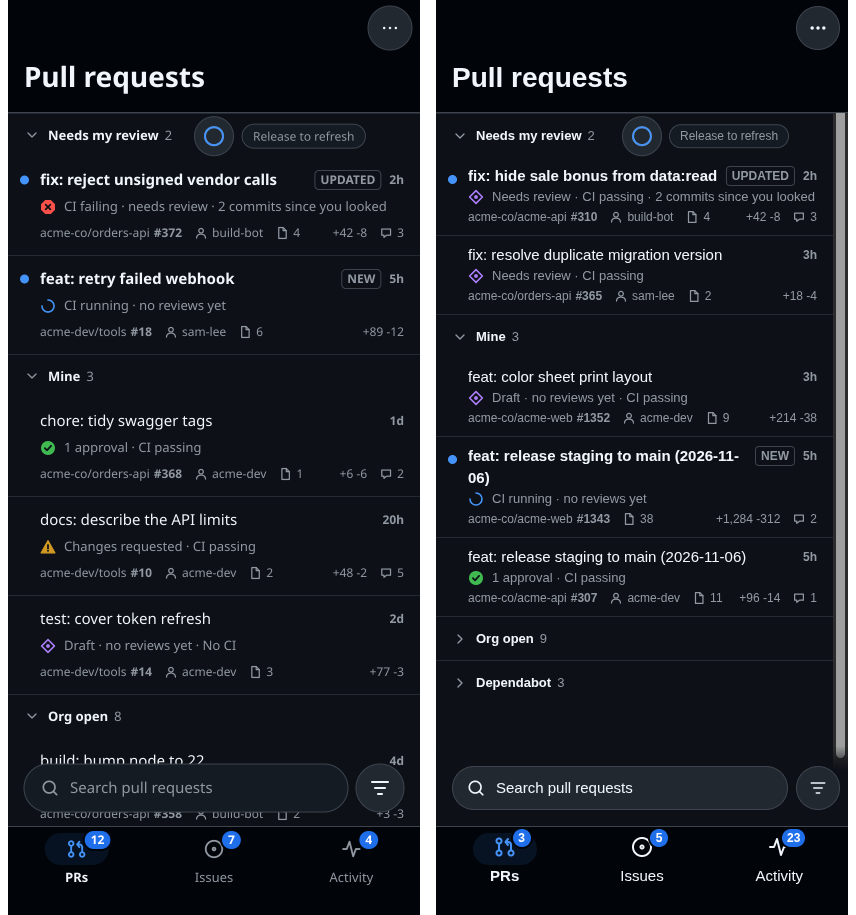 Pull requests
Needs my review 2
Release to refresh
fix: reject unsigned vendor calls UPDATED 2h
CI failing · needs review · 2 commits since you looked
acme-co/orders-api #372 build-bot 4 +42 -8 3
feat: retry failed webhook NEW 5h
CI running · no reviews yet
acme-dev/tools #18 sam-lee 6 +89 -12
Mine 3
chore: tidy swagger tags 1d
1 approval · CI passing
acme-co/orders-api #368 acme-dev 1 +6 -6 2
docs: describe the API limits 20h
Changes requested · CI passing
acme-dev/tools #10 acme-dev 2 +48 -2 5
test: cover token refresh 2d
Draft · no reviews yet · No CI
acme-dev/tools #14 acme-dev 3 +77 -3
Org open 8
build: bump node to 22 4d
Search pull requests
acme-co/orders-api #358 build-bot 2 +3 -3
12 7 4
PRs Issues Activity
Pull requests
Needs my review 2
Release to refresh
fix: hide sale bonus from data:read UPDATED 2h
Needs review · CI passing · 2 commits since you looked
acme-co/acme-api #310 build-bot 4 +42 -8 3
fix: resolve duplicate migration version 3h
Needs review · CI passing
acme-co/orders-api #365 sam-lee 2 +18 -4
Mine 3
feat: color sheet print layout 3h
Draft · no reviews yet · CI passing
acme-co/acme-web #1352 acme-dev 9 +214 -38
feat: release staging to main (2026-11- NEW 5h
06)
CI running · no reviews yet
acme-co/acme-web #1343 38 +1,284 -312 2
feat: release staging to main (2026-11-06) 5h
1 approval · CI passing
acme-co/acme-api #307 acme-dev 11 +96 -14 1
Org open 9
Dependabot 3
Search pull requests
3 5 23
PRs Issues Activity